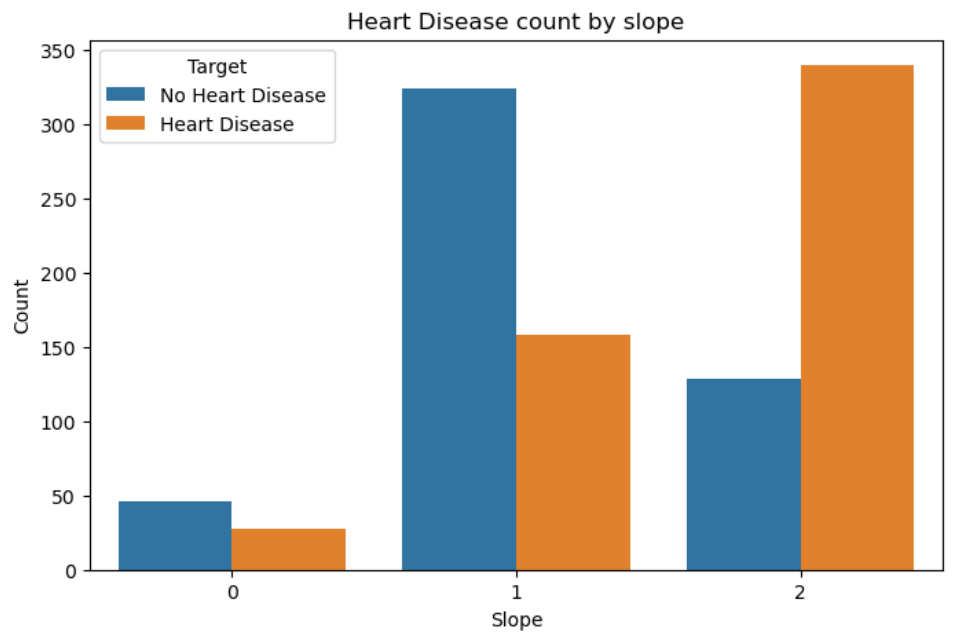 Heart Disease count by slope
Target
No Heart Disease
Heart Disease
350
300
250
200
150
100
50
0
Count
0 1 2
Slope